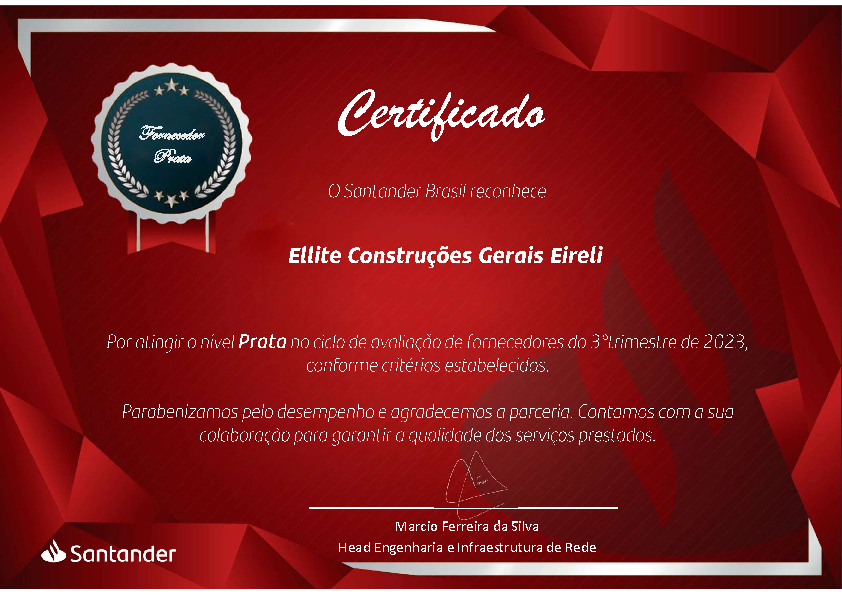 Certificado
Fornecedor
Prata
O Santander Brasil reconhece
Ellite Construções Gerais Eireli
Por atingir o nível Prata no ciclo de avaliação de fornecedores do 3°trimestre de 2023,
conforme critérios estabelecidos.
Parabenizamos pelo desempenho e agradecemos a parceria. Contamos com a sua
colaboração para garantir a qualidade dos serviços prestados.
Marcio Ferreira da Silva
Head Engenharia e Infraestrutura de Rede
Santander